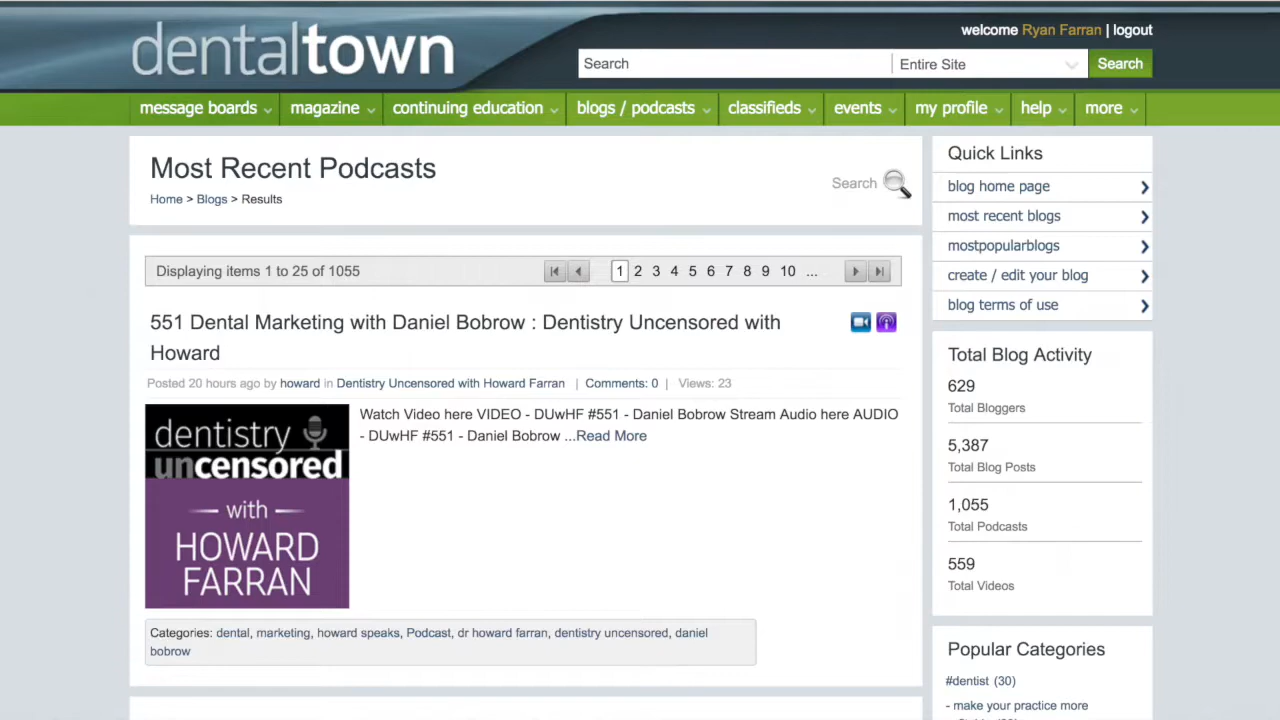 dentaltown
welcome Ryan Farran | logout
Search
Entire Site
Search
message boards
magazine
continuing education
blogs / podcasts
classifieds
events
my profile
help
more
Most Recent Podcasts
Home > Blogs > Results
Search
Displaying items 1 to 25 of 1055
1 2 3 4 5 6 7 8 9 10 ...
551 Dental Marketing with Daniel Bobrow : Dentistry Uncensored with
Howard
Posted 20 hours ago by howard in Dentistry Uncensored with Howard Farran | Comments: 0 | Views: 23
dentistry
uncensored
with
HOWARD
FARRAN
Watch Video here VIDEO - DUwHF #551 - Daniel Bobrow Stream Audio here AUDIO
- DUwHF #551 - Daniel Bobrow ...Read More
Categories: dental, marketing, howard speaks, Podcast, dr howard farran, dentistry uncensored, daniel
bobrow
Quick Links
blog home page
most recent blogs
mostpopularblogs
create / edit your blog
blog terms of use
Total Blog Activity
629
Total Bloggers
5,387
Total Blog Posts
1,055
Total Podcasts
559
Total Videos
Popular Categories
#dentist (30)
- make your practice more